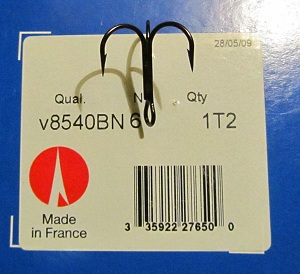 28/05/09
Qual. N Qty
v8540BN 6 1T2
Made
in France
3 35922 27650 0